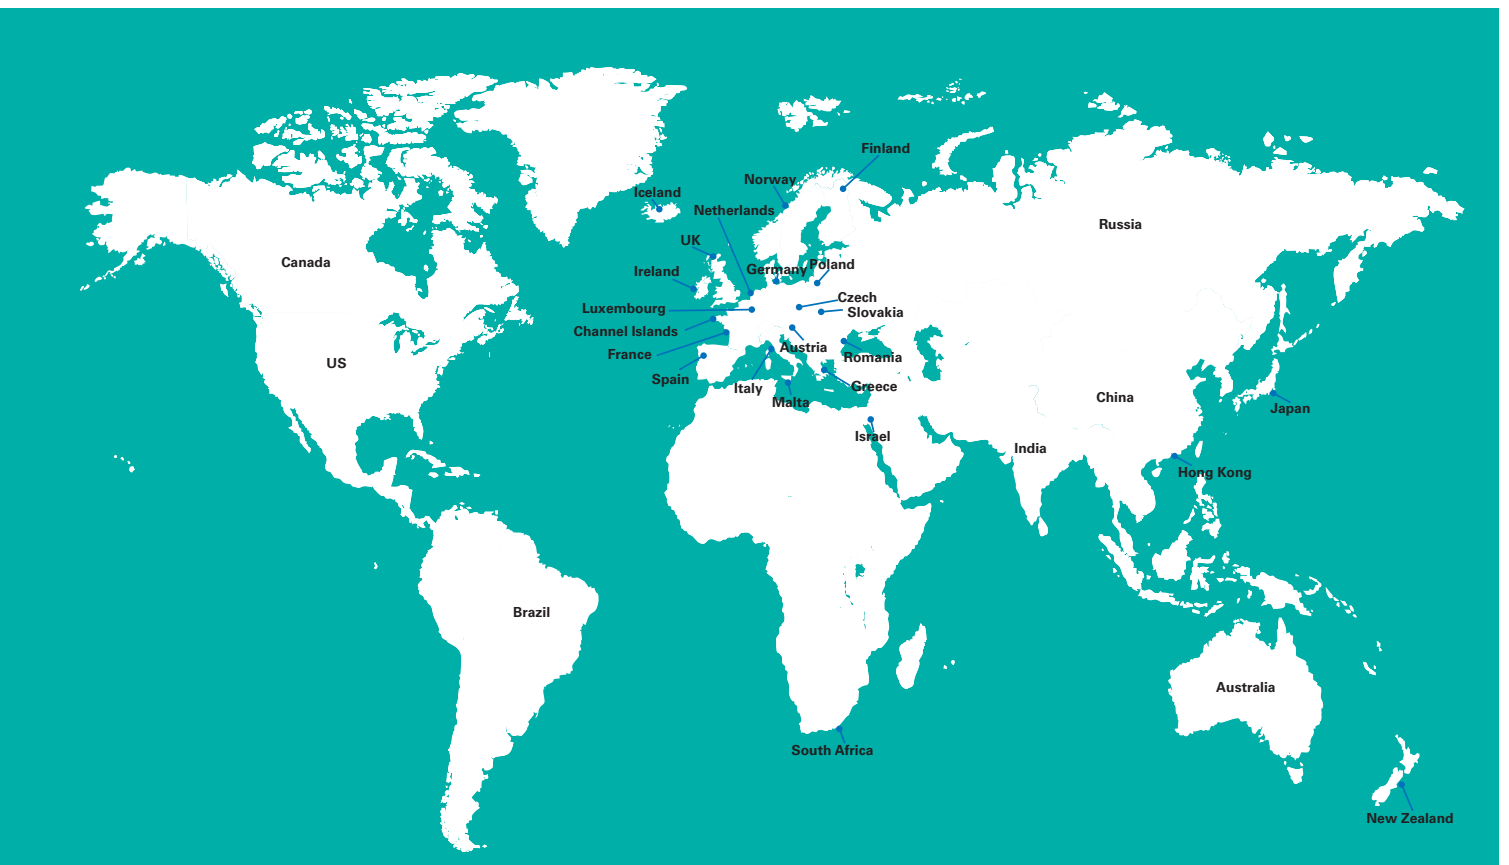 Finland
Norway
Iceland
Netherlands
Russia
UK
Canada
Germany
Poland
Ireland
Czech
Luxembourg
Slovakia
Channel Islands
Austria
France
Romania
US
Spain
Italy
Greece
Malta
China
Japan
Israel
India
Hong Kong
Brazil
Australia
South Africa
New Zealand